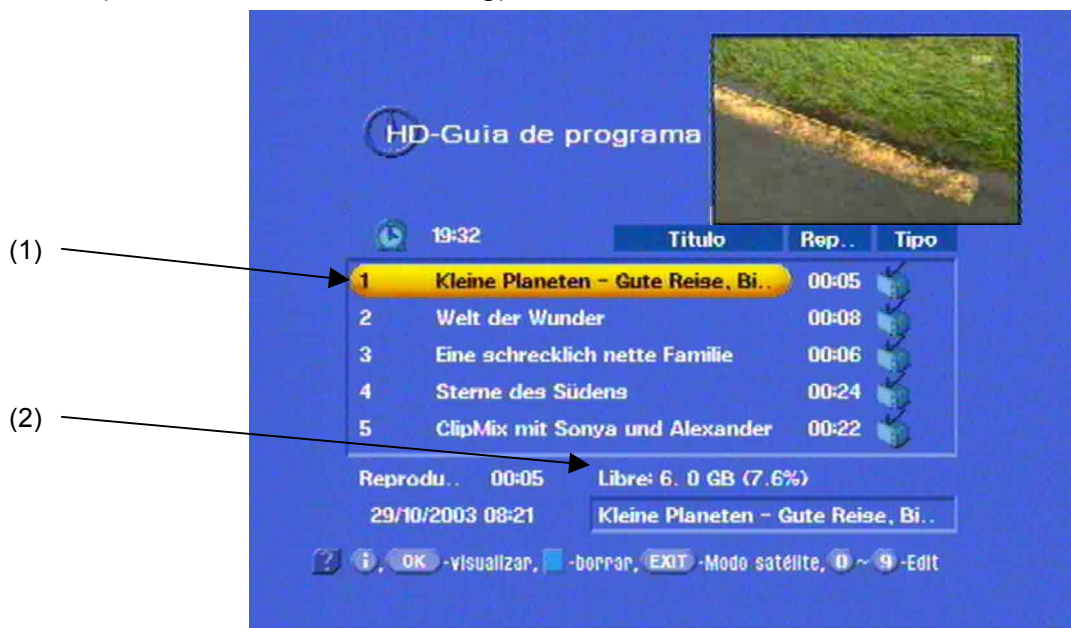 HD-Guia de programa
(1)
19:32 Titulo Rep.. Tipo
1 Kleine Planeten - Gute Reise, Bi.. 00:05
2 Welt der Wunder 00:08
3 Eine schrecklich nette Familie 00:06
4 Sterne des Südens 00:24
(2)
5 ClipMix mit Sonya und Alexander 00:22
Reprodu.. 00:05 Libre: 6. 0 GB (7.6%)
29/10/2003 08:21 Kleine Planeten - Gute Reise, Bi..
? i, OK -visualizar, -borrar, EXIT -Modo satélite, 0 ~ 9 -Edit